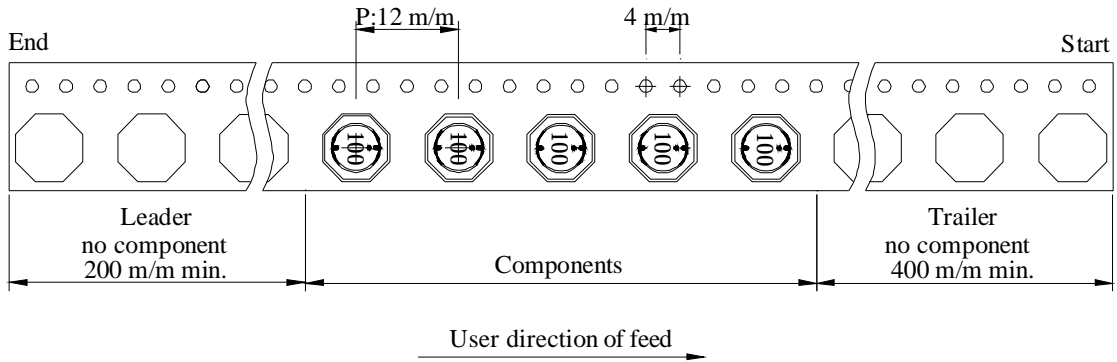 P:12 m/m
4 m/m
End
Start
100
100
100
100
100
Leader
no component
200 m/m min.
Components
Trailer
no component
400 m/m min.
User direction of feed